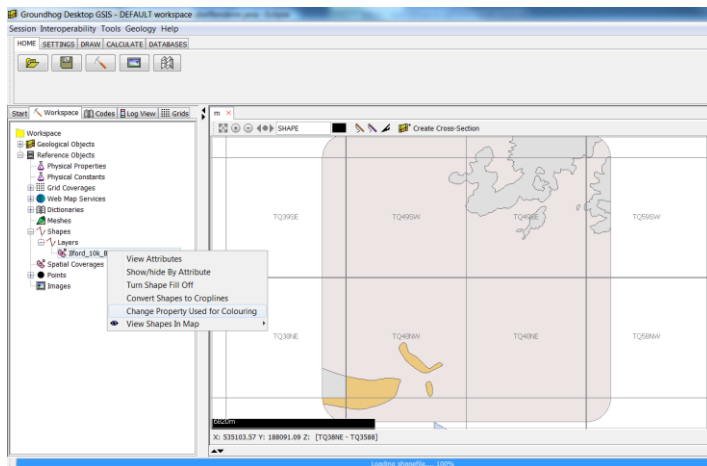 Groundhog Desktop GSIS - DEFAULT workspace
Session Interoperability Tools Geology Help
HOME SETTINGS DRAW CALCULATE DATABASES
Start Workspace Codes Log View Grids
m
SHAPE Create Cross-Section
Workspace
Geological Objects
Reference Objects
Physical Properties
Physical Constants
Grid Coverages
Web Map Services
Dictionaries
Meshes
Shapes
Layers
Ilford_10k_B
Spatial Coverages
Points
Images
View Attributes
Show/hide By Attribute
Turn Shape Fill Off
Convert Shapes to Croplines
Change Property Used for Colouring
View Shapes In Map
TQ39SE TQ49SW TQ49SE TQ59SW
TQ38NE TQ48NW TQ48NE TQ58NW
6820m
X: 535103.57 Y: 188091.09 Z: [TQ38NE - TQ3588]
Loading shapefile... 100%